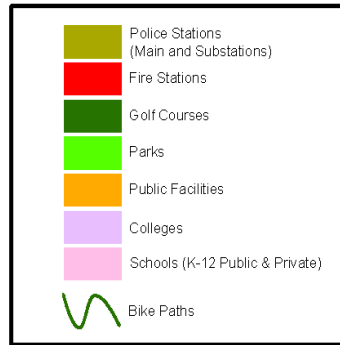 Police Stations
(Main and Substations)
Fire Stations
Golf Courses
Parks
Public Facilities
Colleges
Schools (K-12 Public & Private)
Bike Paths